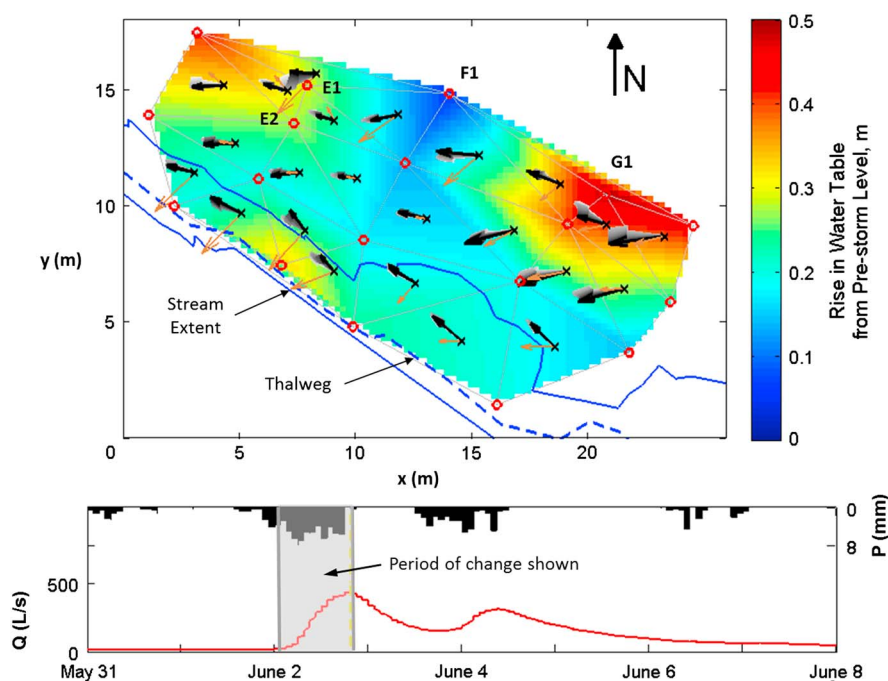 15
10
5
0
y (m)
0
5
10
15
20
x (m)
N
E1
E2
F1
G1
Stream
Extent
Thalweg
0.5
0.4
0.3
0.2
0.1
0
Rise in Water Table
from Pre-storm Level, m
500
0
Q (L/s)
0
8
P (mm)
Period of change shown
May 31
June 2
June 4
June 6
June 8